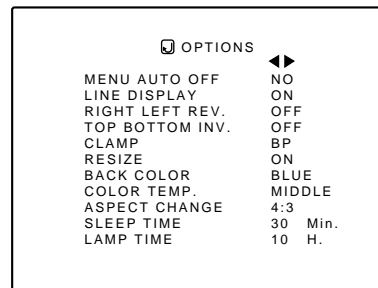 OPTIONS
MENU AUTO OFF NO
LINE DISPLAY ON
RIGHT LEFT REV. OFF
TOP BOTTOM INV. OFF
CLAMP BP
RESIZE ON
BACK COLOR BLUE
COLOR TEMP. MIDDLE
ASPECT CHANGE 4:3
SLEEP TIME 30 Min.
LAMP TIME 10 H.